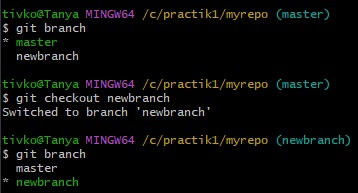 tivko@Tanya MINGW64 /c/practik1/myrepo (master)
$ git branch
* master
  newbranch
tivko@Tanya MINGW64 /c/practik1/myrepo (master)
$ git checkout newbranch
Switched to branch 'newbranch'
tivko@Tanya MINGW64 /c/practik1/myrepo (newbranch)
$ git branch
  master
* newbranch